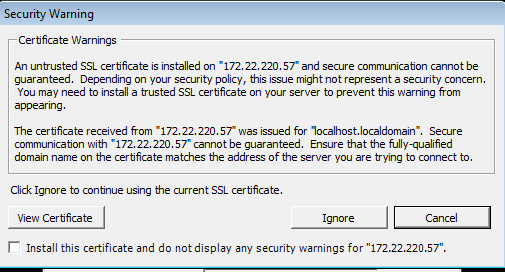 Security Warning
Certificate Warnings
An untrusted SSL certificate is installed on "172.22.220.57" and secure communication cannot be
guaranteed.  Depending on your security policy, this issue might not represent a security concern.
You may need to install a trusted SSL certificate on your server to prevent this warning from
appearing.
The certificate received from "172.22.220.57" was issued for "localhost.localdomain".  Secure
communication with "172.22.220.57" cannot be guaranteed.  Ensure that the fully-qualified
domain name on the certificate matches the address of the server you are trying to connect to.
Click Ignore to continue using the current SSL certificate.
View Certificate
Ignore
Cancel
Install this certificate and do not display any security warnings for "172.22.220.57".